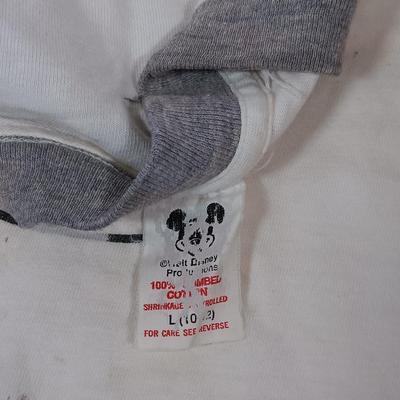 ©Walt Disney
Productions
100% COMBED
COTTON
SHRINKAGE CONTROLLED
L (10-12)
FOR CARE SEE REVERSE